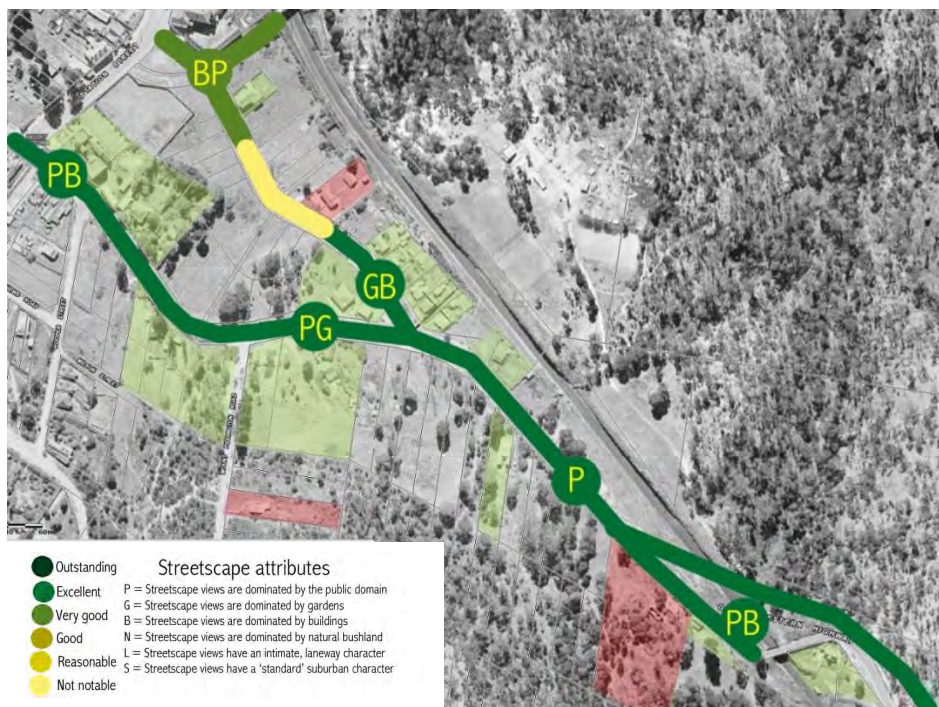 BP
PB
GB
PG
P
PB
WESTERN HIGHWAY
Outstanding
Excellent
Very good
Good
Reasonable
Not notable
Streetscape attributes
P = Streetscape views are dominated by the public domain
G = Streetscape views are dominated by gardens
B = Streetscape views are dominated by buildings
N = Streetscape views are dominated by natural bushland
L = Streetscape views have an intimate, laneway character
S = Streetscape views have a 'standard' suburban character